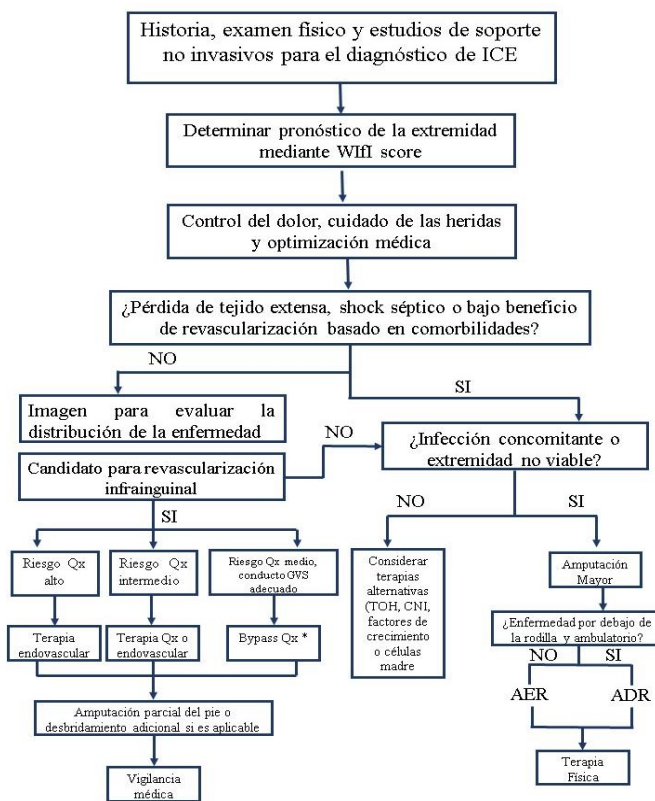 Historia, examen físico y estudios de soporte
no invasivos para el diagnóstico de ICE
Determinar pronóstico de la extremidad
mediante WIfI score
Control del dolor, cuidado de las heridas
y optimización médica
¿Pérdida de tejido extensa, shock séptico o bajo beneficio
de revascularización basado en comorbilidades?
NO
SI
Imagen para evaluar la
distribución de la enfermedad
NO
¿Infección concomitante o
extremidad no viable?
Candidato para revascularización
infrainguinal
SI
NO
SI
Riesgo Qx
alto
Riesgo Qx
intermedio
Riesgo Qx medio,
conducto GVS
adecuado
Considerar
terapias
alternativas
(TOH, CNI,
factores de
crecimiento
o células
madre
Amputación
Mayor
Terapia
endovascular
Terapia Qx o
endovascular
Bypass Qx *
¿Enfermedad por debajo de
la rodilla y ambulatorio?
NO
SI
AER
ADR
Amputación parcial del pie o
desbridamiento adicional si es aplicable
Terapia
Física
Vigilancia
médica